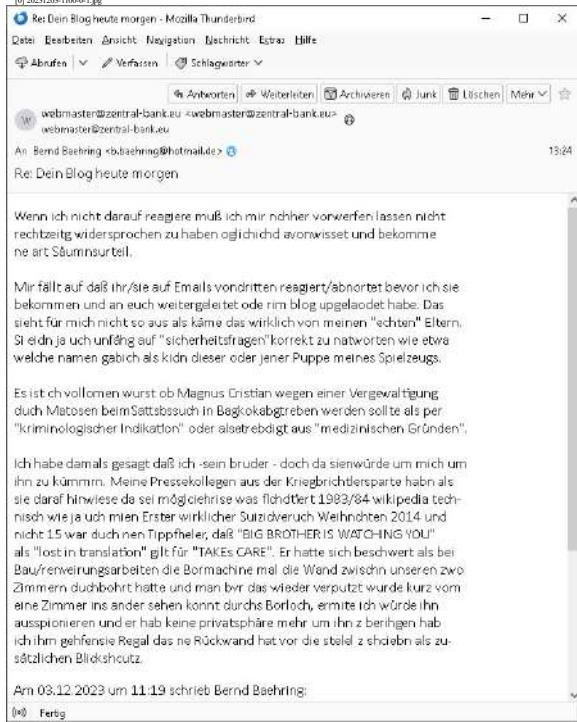 [0] 20231203-1100-0-1.jpg
Re: Dein Blog heute morgen - Mozilla Thunderbird
Datei Bearbeiten Ansicht Navigation Nachricht Extras Hilfe
Abrufen Verfassen Schlagwörter
Antworten Weiterleiten Archivieren Junk Löschen Mehr
W webmaster@zentral-bank.eu <webmaster@zentral-bank.eu>
webmaster@zentral-bank.eu
An Bernd Baehring <b.baehring@hotmail.de> 13:24
Re: Dein Blog heute morgen
Wenn ich nicht darauf reagiere muß ich mir nchher vorwerfen lassen nicht
rechtzeitg widersprochen zu haben oglichichd avonwisset und bekomme
ne art Säumnsurteil.
Mir fällt auf daß ihr/sie auf Emails vondritten reagiert/abnortet bevor ich sie
bekommen und an euch weitergeleitet ode rim blog upgelaodet habe. Das
sieht für mich nicht so aus als käme das wirklich von meinen "echten" Eltern.
Si eidn ja uch unfähg auf "sicherheitsfragen"korrekt zu natworten wie etwa
welche namen gabich als kidn dieser oder jener Puppe meines Spielzeugs.
Es ist ch vollomen wurst ob Magnus Cristian wegen einer Vergewaltigung
duch Matosen beimSattsbssuch in Bagkokabgtreben werden sollte als per
"kriminologischer Indikation" oder alsetrebdigt aus "medizinischen Gründen".
Ich habe damals gesagt daß ich -sein bruder - doch da sienwürde um mich um
ihn zu kümmrn. Meine Pressekollegen aus der Kriegbrichtlersparte habn als
sie daraf hinwiese da sei möglciehrise was flchdtlert 1983/84 wikipedia tech-
nisch wie ja uch mien Erster wirklicher Suizidveruch Weihnchten 2014 und
nicht 15 war duch nen Tippfheler, daß "BIG BROTHER IS WATCHING YOU"
als "lost in translation" gilt für "TAKEs CARE". Er hatte sich beschwert als bei
Bau/renveirungsarbeiten die Bormachine mal die Wand zwischn unseren zwo
Zimmern duchbohrt hatte und man bvr das wieder verputzt wurde kurz vom
eine Zimmer ins ander sehen konnt durchs Borloch, ermite ich würde ihn
ausspionieren und er hab keine privatsphäre mehr um ihn z berihgen hab
ich ihm gehfensie Regal das ne Rückwand hat vor die stelel z shciebn als zu-
sätzlichen Blickshcutz.
Am 03.12.2023 um 11:19 schrieb Bernd Baehring:
Fertig